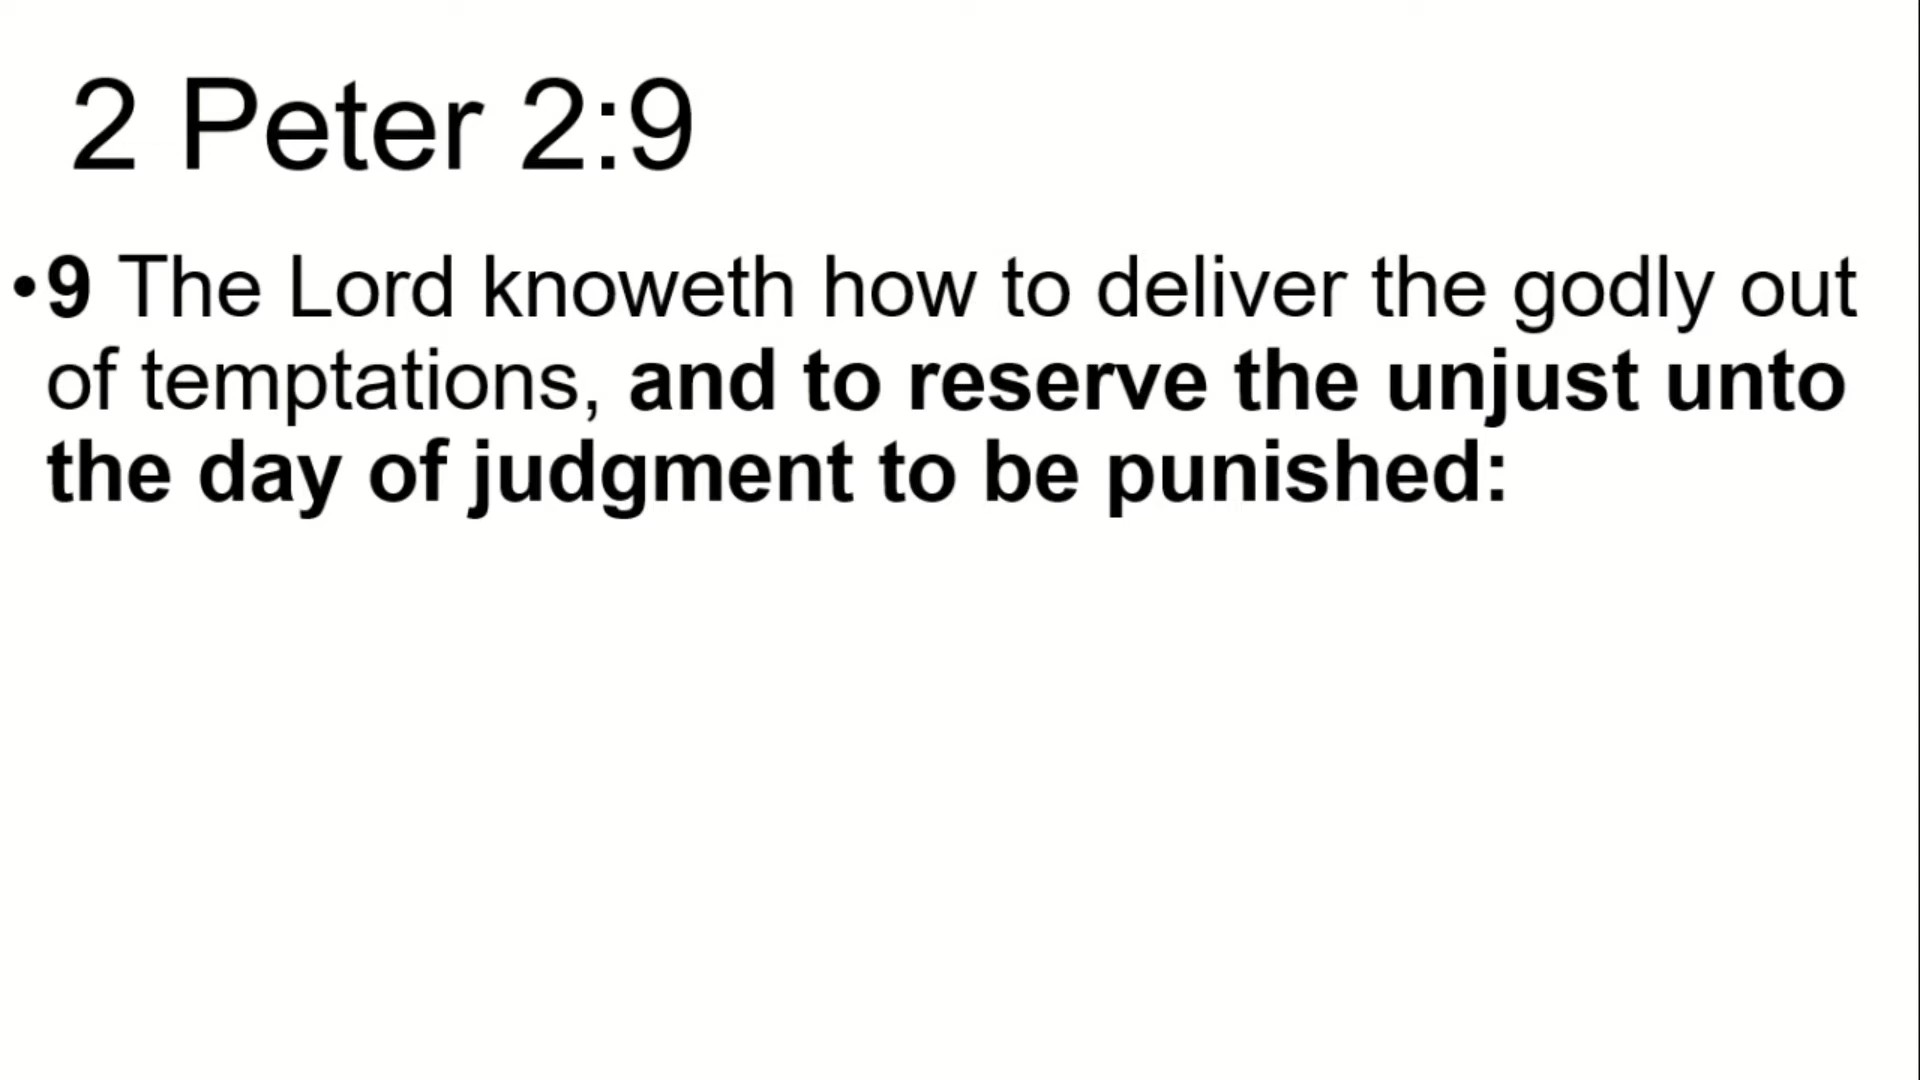 2 Peter 2:9
•9 The Lord knoweth how to deliver the godly out
of temptations, and to reserve the unjust unto
the day of judgment to be punished: